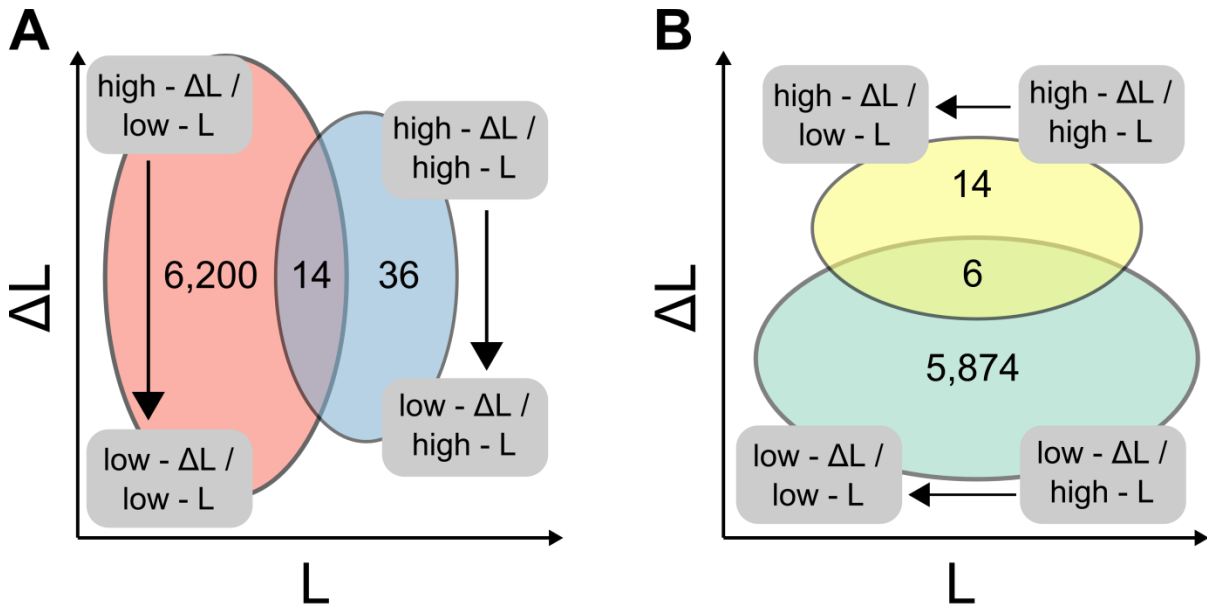 A
high - ΔL /
low - L
high - ΔL /
high - L
6,200
14
36
low - ΔL /
high - L
low - ΔL /
low - L
ΔL
L
B
high - ΔL /
low - L
high - ΔL /
high - L
14
6
5,874
low - ΔL /
low - L
low - ΔL /
high - L
ΔL
L